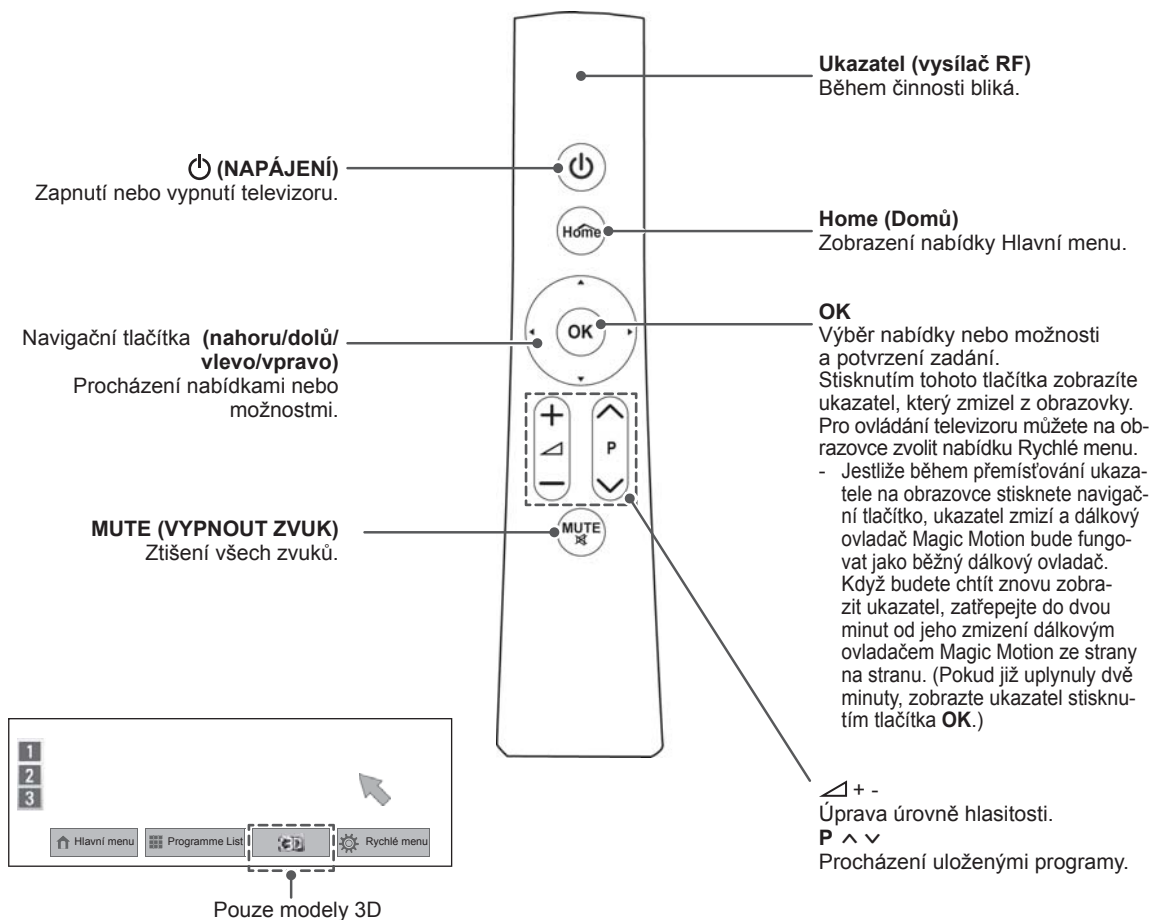 Ukazatel (vysílač RF)
Během činnosti bliká.
(NAPÁJENÍ)
Zapnutí nebo vypnutí televizoru.
Home
Home (Domů)
Zobrazení nabídky Hlavní menu.
OK
OK
Výběr nabídky nebo možnosti
a potvrzení zadání.
Stisknutím tohoto tlačítka zobrazíte
ukazatel, který zmizel z obrazovky.
Pro ovládání televizoru můžete na ob-
razovce zvolit nabídku Rychlé menu.
- Jestliže během přemísťování ukaza-
tele na obrazovce stisknete navigač-
ní tlačítko, ukazatel zmizí a dálkový
ovladač Magic Motion bude fungo-
vat jako běžný dálkový ovladač.
Když budete chtít znovu zobra-
zit ukazatel, zatřepejte do dvou
minut od jeho zmizení dálkovým
ovladačem Magic Motion ze strany
na stranu. (Pokud již uplynuly dvě
minuty, zobrazte ukazatel stisknu-
tím tlačítka OK.)
Navigační tlačítka (nahoru/dolů/
vlevo/vpravo)
Procházení nabídkami nebo
možnostmi.
P
MUTE (VYPNOUT ZVUK)
Ztišení všech zvuků.
MUTE
+ -
Úprava úrovně hlasitosti.
P
Procházení uloženými programy.
1
2
3
Hlavní menu
Programme List
3D
Rychlé menu
Pouze modely 3D